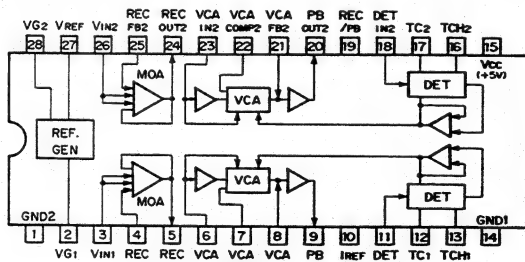 REC REC VCA VCA VCA PB REC DET
VG2 VREF VIN2 FB2 OUT2 IN2 COMP2 FB2 OUT2 /PB IN2 TC2 TCH2
28 27 26 25 24 23 22 21 20 19 18 17 16 15
VCC
(+5V)
MOA
VCA
DET
REF.
GEN
VCA
DET
MOA
GND2
GND1
1 2 3 4 5 6 7 8 9 10 11 12 13 14
VG1 VIN1 REC REC VCA VCA VCA PB IREF DET TC1 TCH1